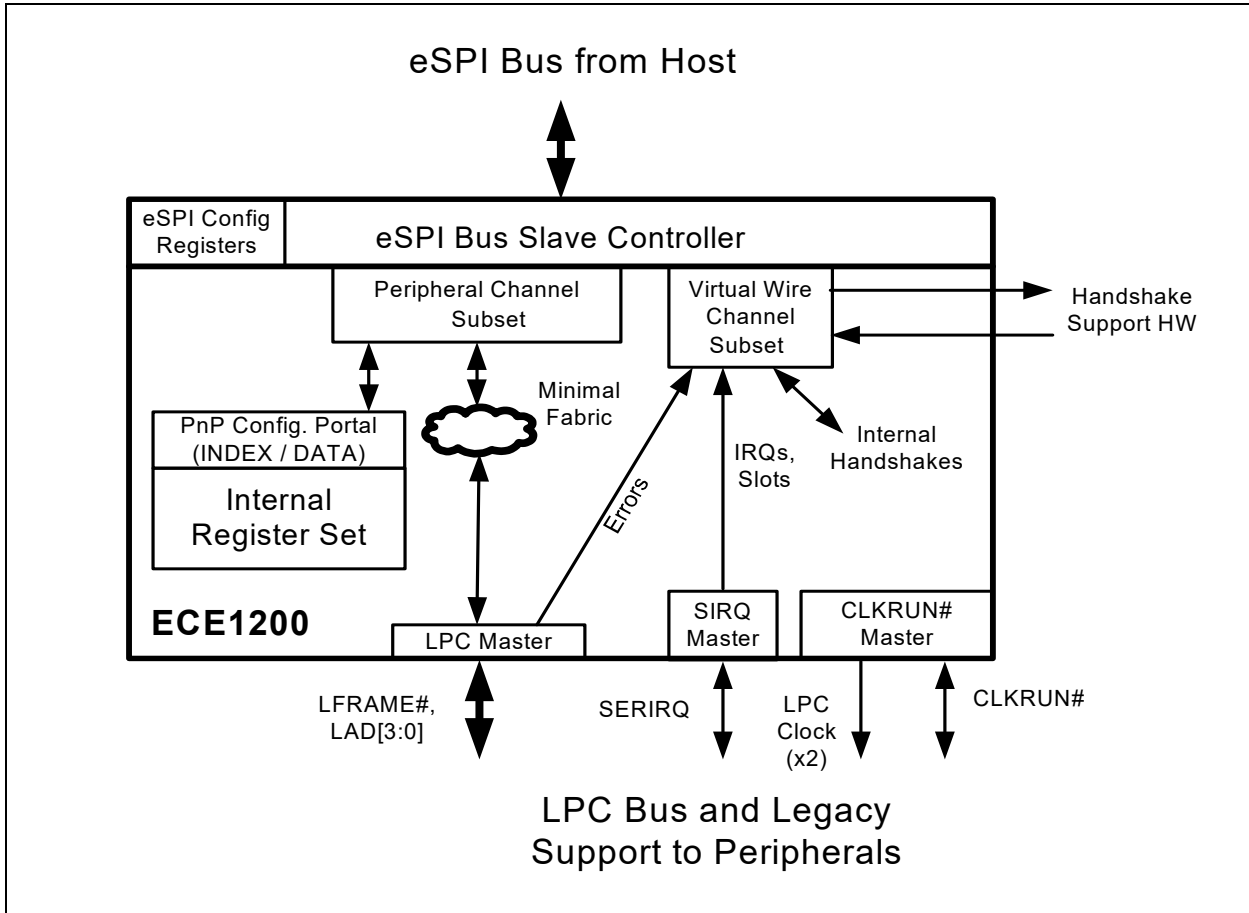 eSPI Bus from Host
eSPI Config
Registers
eSPI Bus Slave Controller
Peripheral Channel
Subset
Virtual Wire
Channel
Subset
Handshake
Support HW
Minimal
Fabric
PnP Config. Portal
(INDEX / DATA)
Internal
Register Set
IRQs,
Slots
Internal
Handshakes
Errors
ECE1200
LPC Master
SIRQ
Master
CLKRUN#
Master
LFRAME#,
LAD[3:0]
SERIRQ
LPC
Clock
(x2)
CLKRUN#
LPC Bus and Legacy
Support to Peripherals